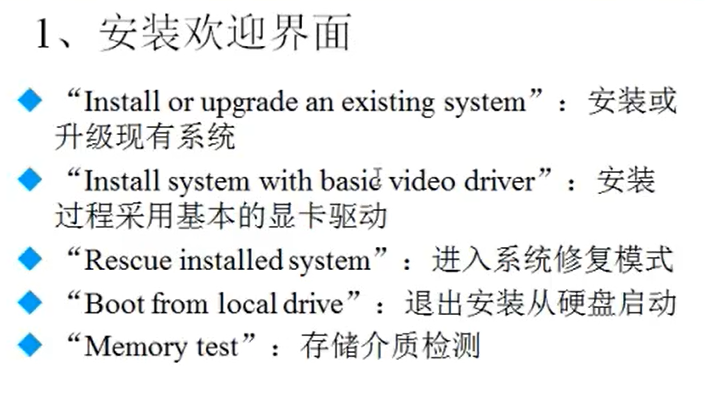 1、安装欢迎界面
“Install or upgrade an existing system”：安装或
升级现有系统
“Install system with basic video driver”：安装
过程采用基本的显卡驱动
“Rescue installed system”：进入系统修复模式
“Boot from local drive”：退出安装从硬盘启动
“Memory test”：存储介质检测